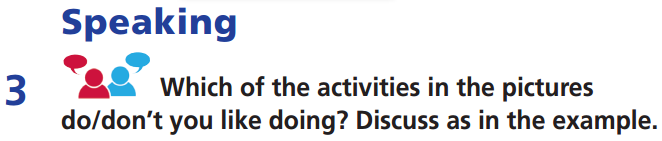 Speaking
3 Which of the activities in the pictures
do/don't you like doing? Discuss as in the example.